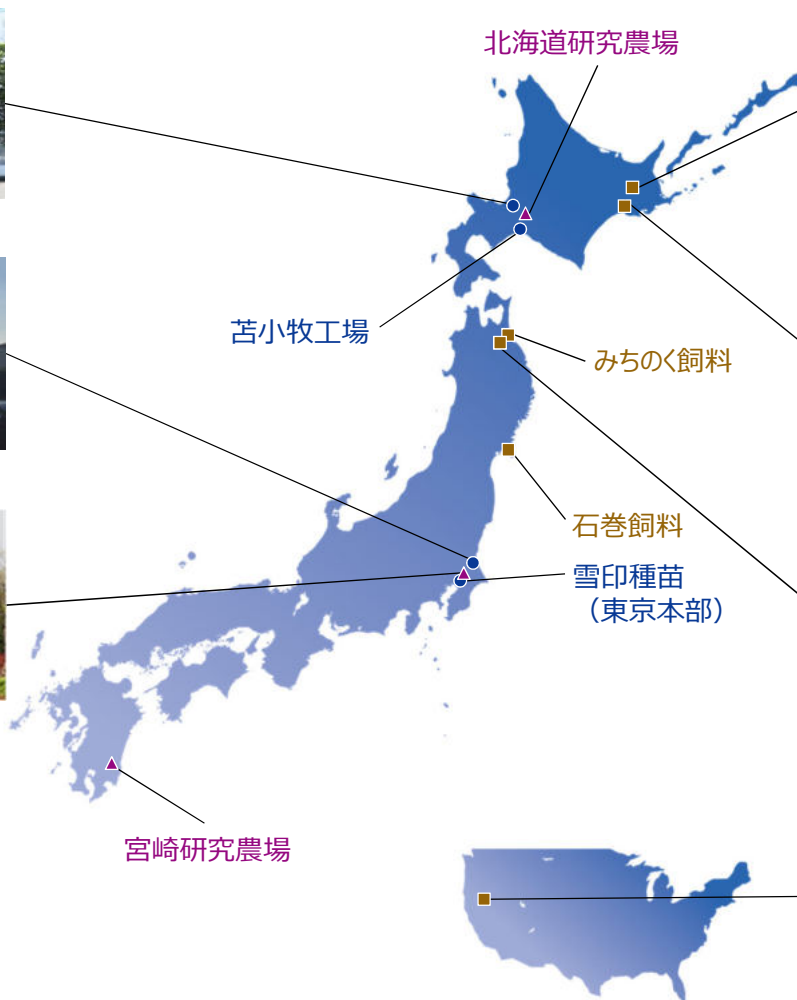 北海道研究農場
苫小牧工場
みちのく飼料
石巻飼料
雪印種苗
（東京本部）
宮崎研究農場